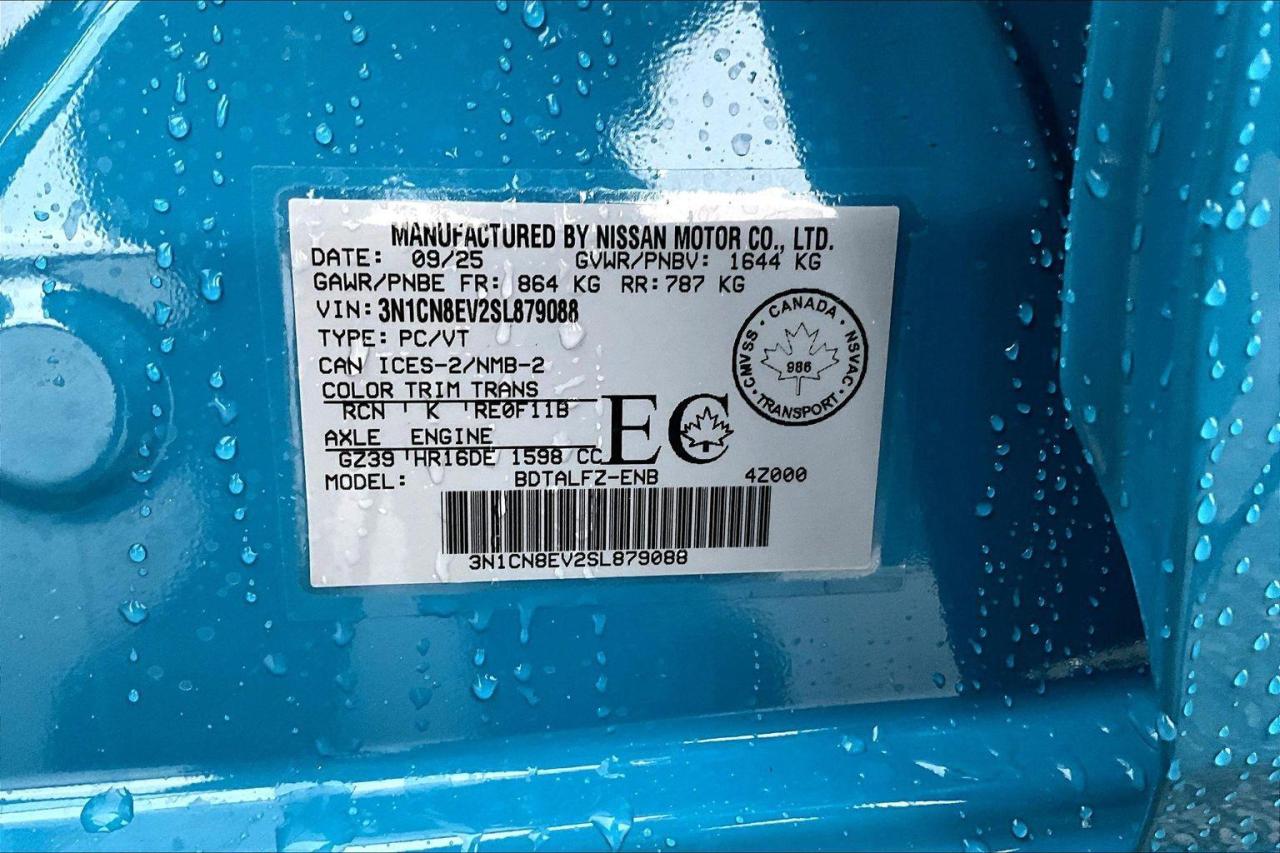 MANUFACTURED BY NISSAN MOTOR CO., LTD.
DATE: 09/25 GVWR/PNBV: 1644 KG
GAWR/PNBE FR: 864 KG RR: 787 KG
VIN: 3N1CN8EV2SL879088
TYPE: PC/VT
CAN ICES-2/NMB-2
COLOR TRIM TRANS
RCN ' K 'RE0F11B
AXLE ENGINE
GZ39 'HR16DE 1598 CC
EC
MODEL: BDTALFZ-ENB 4Z000
3N1CN8EV2SL879088
· CANADA · NSVAC · TRANSPORT · CMVSS
986